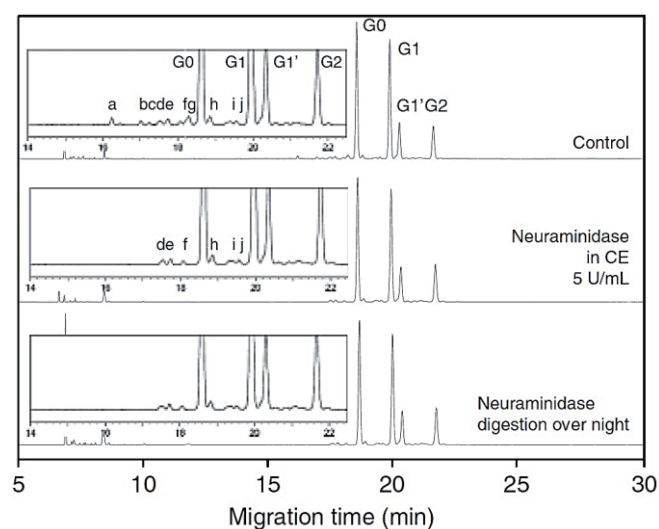 G0
G1
G1'G2
Control
G0 G1 G1' G2
a bcde fg h i j
14 16 18 20 22
Neuraminidase
in CE
5 U/mL
de f h i j
14 16 18 20 22
Neuraminidase
digestion over night
14 16 18 20 22
5 10 15 20 25 30
Migration time (min)